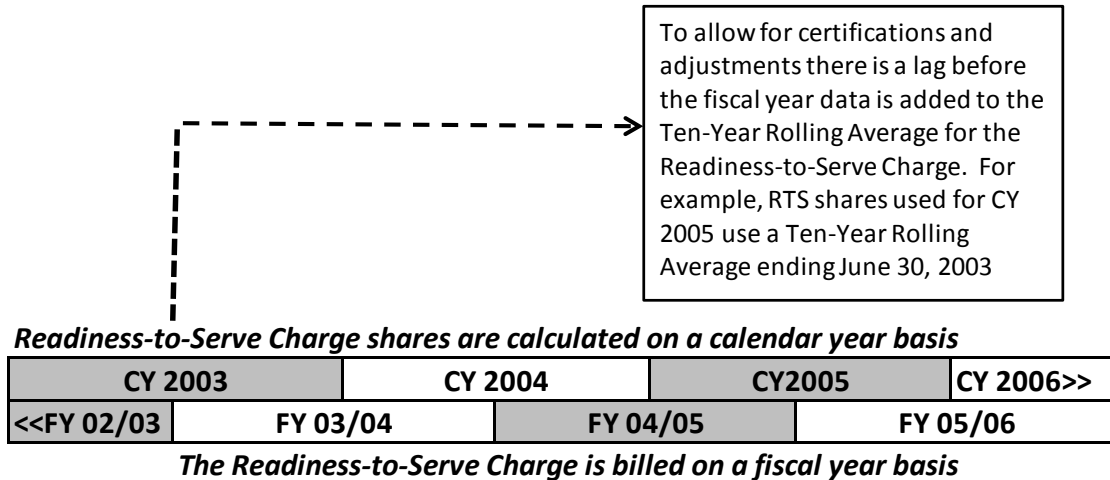 To allow for certifications and
adjustments there is a lag before
the fiscal year data is added to the
Ten-Year Rolling Average for the
Readiness-to-Serve Charge.  For
example, RTS shares used for CY
2005 use a Ten-Year Rolling
Average ending June 30, 2003
Readiness-to-Serve Charge shares are calculated on a calendar year basis
CY 2003 CY 2004 CY2005 CY 2006>>
<<FY 02/03 FY 03/04 FY 04/05 FY 05/06
The Readiness-to-Serve Charge is billed on a fiscal year basis